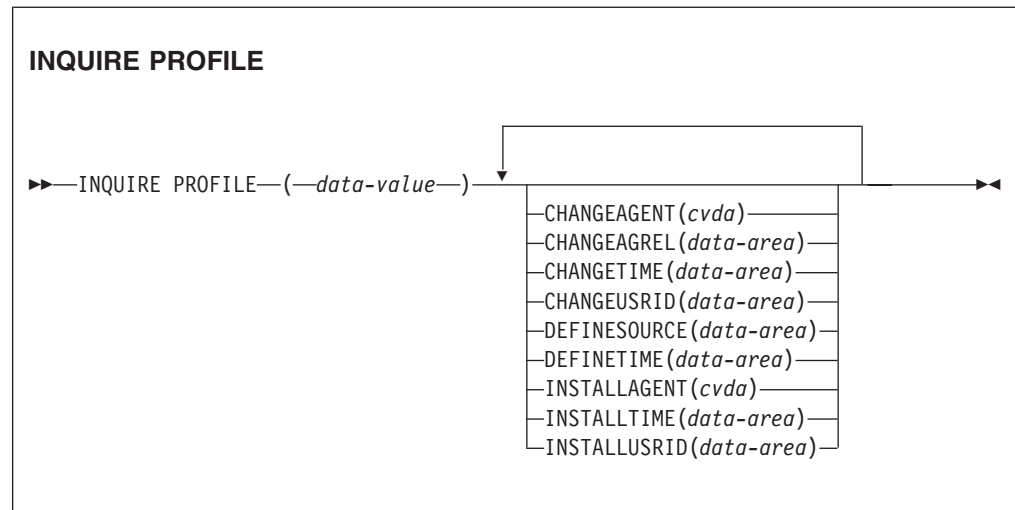 INQUIRE PROFILE
INQUIRE PROFILE ( data-value )
CHANGEAGENT(cvda)
CHANGEAGREL(data-area)
CHANGETIME(data-area)
CHANGEUSRID(data-area)
DEFINESOURCE(data-area)
DEFINETIME(data-area)
INSTALLAGENT(cvda)
INSTALLTIME(data-area)
INSTALLUSRID(data-area)